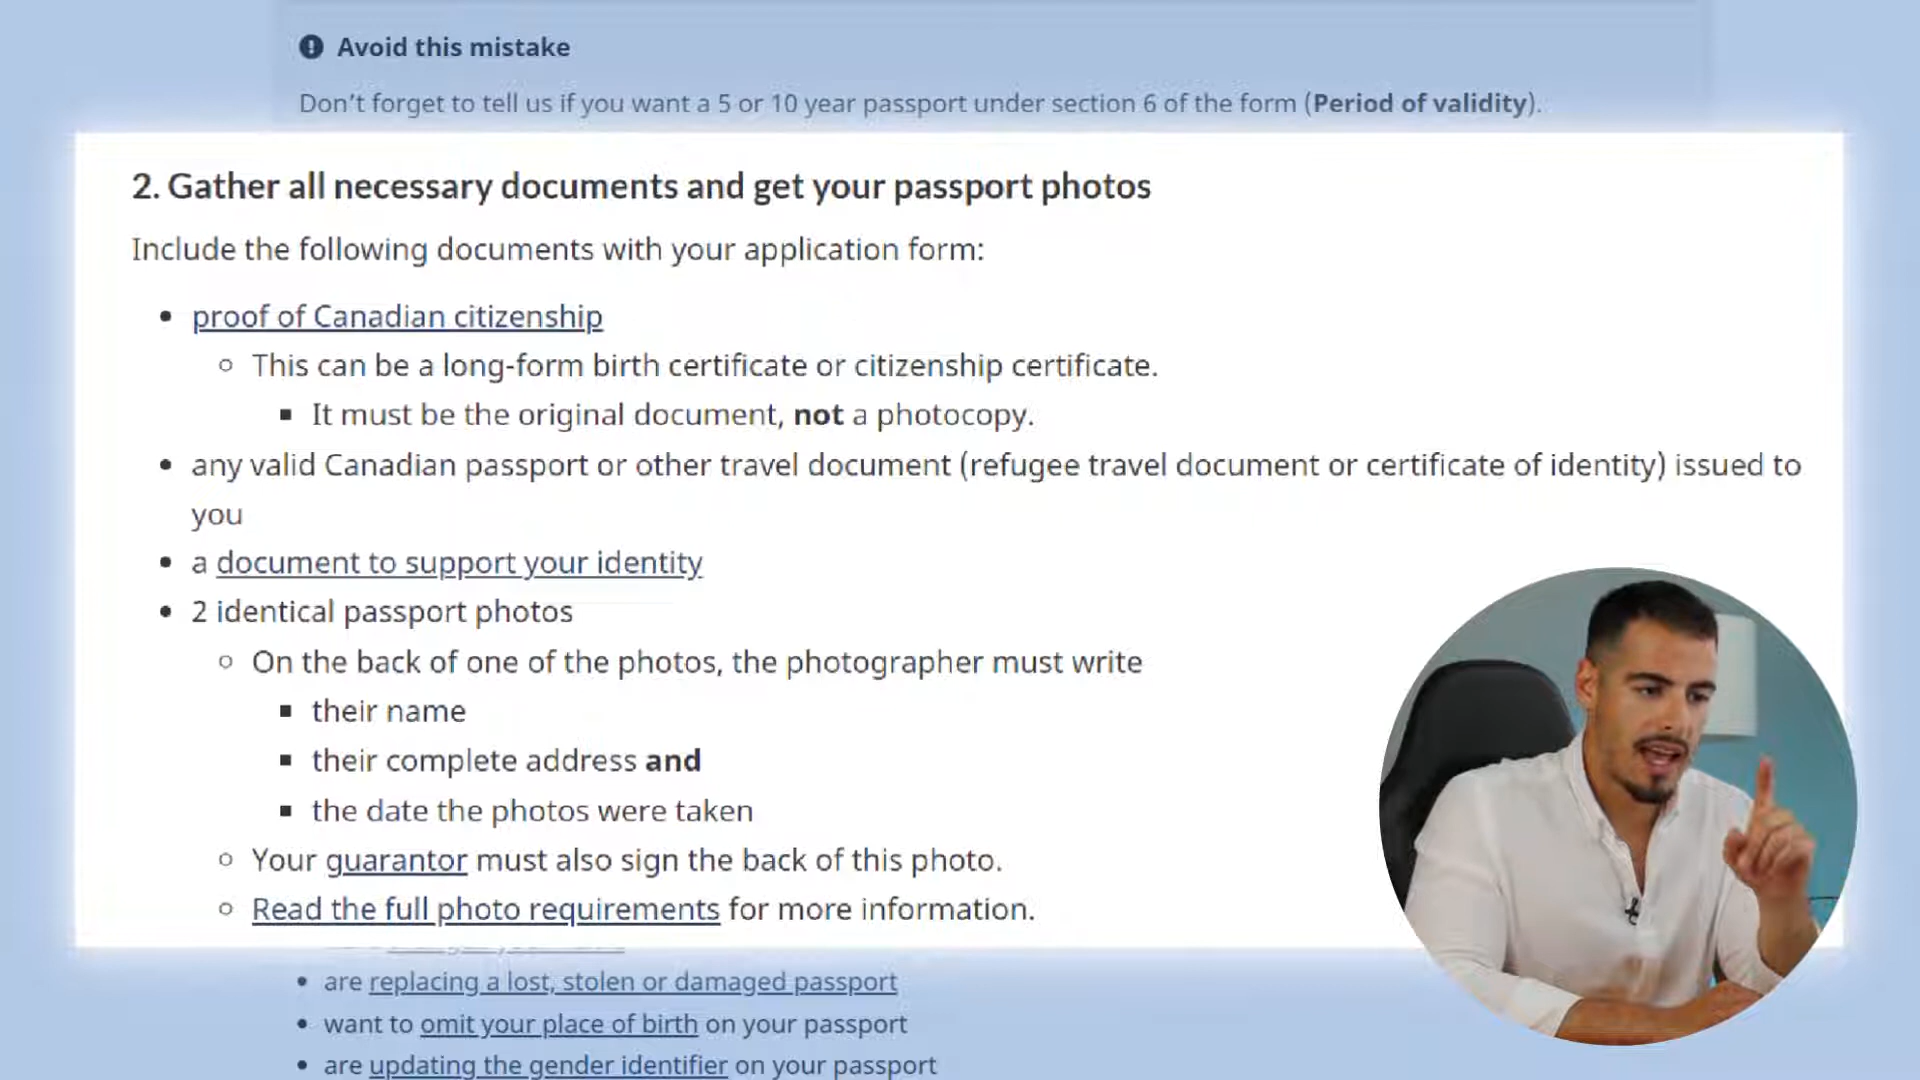 Avoid this mistake
Don't forget to tell us if you want a 5 or 10 year passport under section 6 of the form (Period of validity).
2. Gather all necessary documents and get your passport photos
Include the following documents with your application form:
• proof of Canadian citizenship
○ This can be a long-form birth certificate or citizenship certificate.
▪ It must be the original document, not a photocopy.
• any valid Canadian passport or other travel document (refugee travel document or certificate of identity) issued to
you
• a document to support your identity
• 2 identical passport photos
○ On the back of one of the photos, the photographer must write
▪ their name
▪ their complete address and
▪ the date the photos were taken
○ Your guarantor must also sign the back of this photo.
○ Read the full photo requirements for more information.
• are replacing a lost, stolen or damaged passport
• want to omit your place of birth on your passport
• are updating the gender identifier on your passport